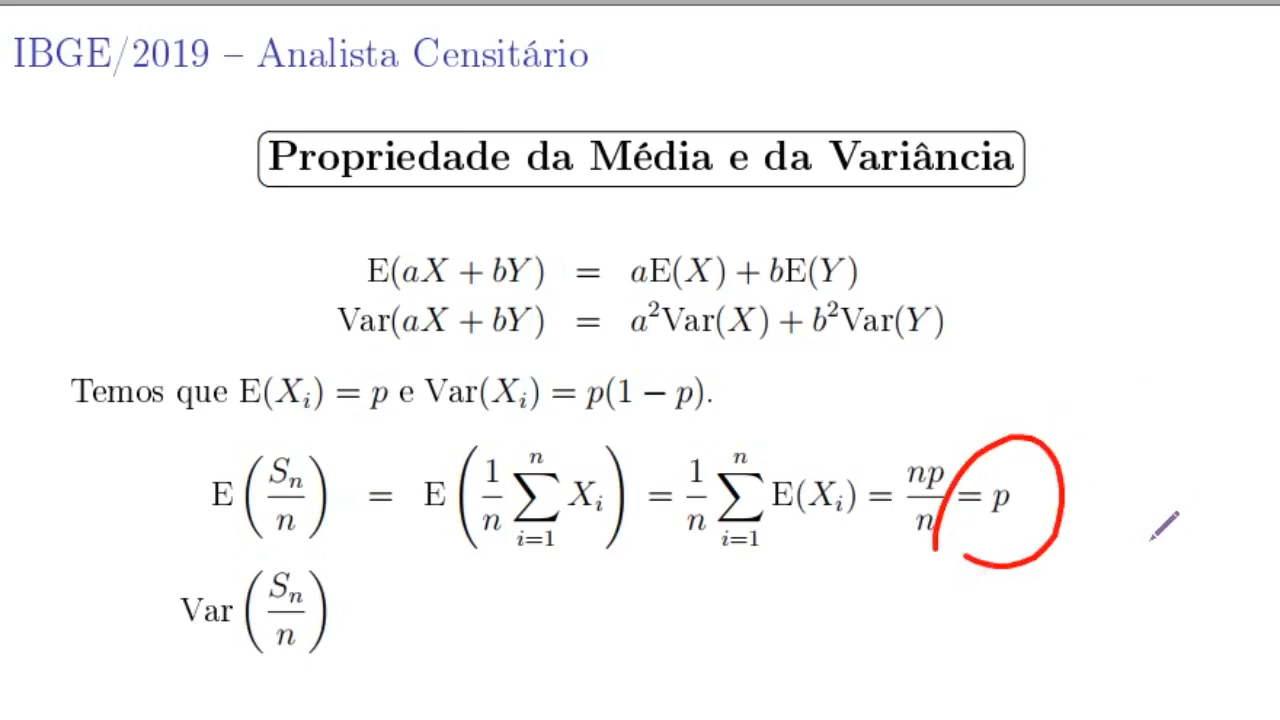 IBGE/2019 – Analista Censitário
Propriedade da Média e da Variância
E(aX + bY) = aE(X) + bE(Y)
Var(aX + bY) = a²Var(X) + b²Var(Y)
Temos que E(Xᵢ) = p e Var(Xᵢ) = p(1 − p).
E(Sₙ/n) = E(1/n ∑ᵢ₌₁ⁿ Xᵢ) = 1/n ∑ᵢ₌₁ⁿ E(Xᵢ) = np/n = p
Var(Sₙ/n)